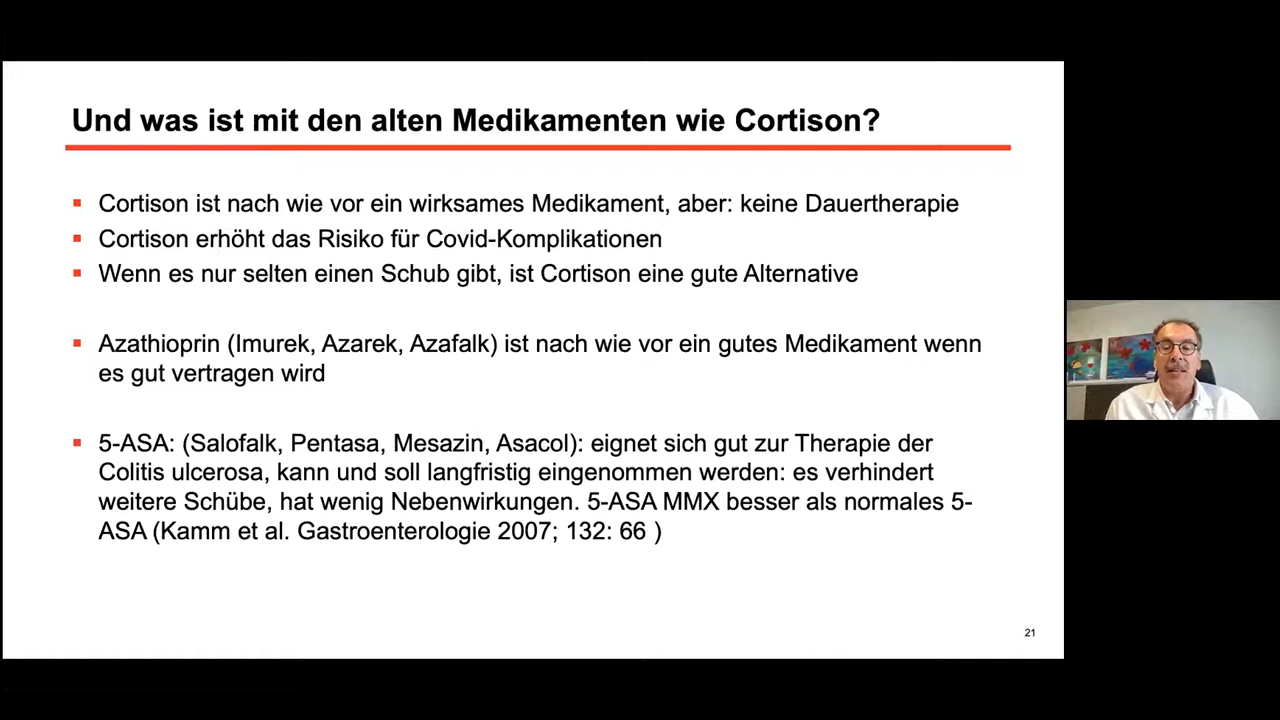 Und was ist mit den alten Medikamenten wie Cortison?
Cortison ist nach wie vor ein wirksames Medikament, aber: keine Dauertherapie
Cortison erhöht das Risiko für Covid-Komplikationen
Wenn es nur selten einen Schub gibt, ist Cortison eine gute Alternative
Azathioprin (Imurek, Azarek, Azafalk) ist nach wie vor ein gutes Medikament wenn
es gut vertragen wird
5-ASA: (Salofalk, Pentasa, Mesazin, Asacol): eignet sich gut zur Therapie der
Colitis ulcerosa, kann und soll langfristig eingenommen werden: es verhindert
weitere Schübe, hat wenig Nebenwirkungen. 5-ASA MMX besser als normales 5-
ASA (Kamm et al. Gastroenterologie 2007; 132: 66 )
21